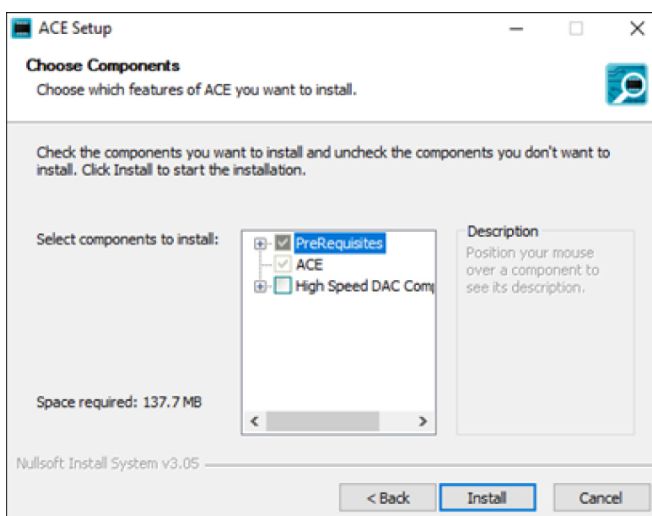 ACE Setup
Choose Components
Choose which features of ACE you want to install.
Check the components you want to install and uncheck the components you don't want to
install. Click Install to start the installation.
Select components to install:
PreRequisites
ACE
High Speed DAC Com
Description
Position your mouse
over a component to
see its description.
Space required: 137.7 MB
Nullsoft Install System v3.05
< Back
Install
Cancel